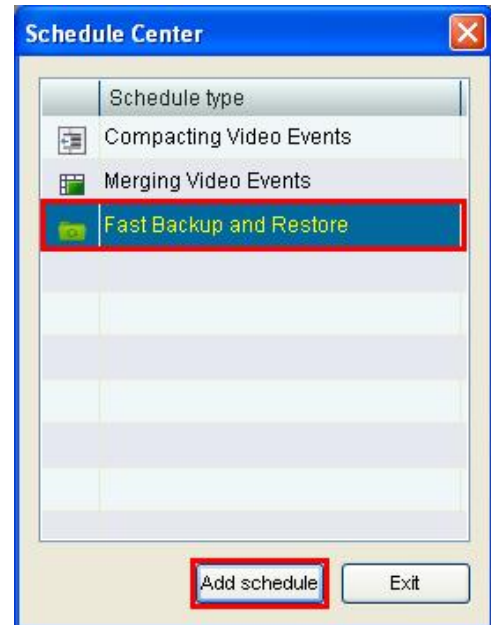 Schedule Center
Schedule type
Compacting Video Events
Merging Video Events
Fast Backup and Restore
Add schedule Exit